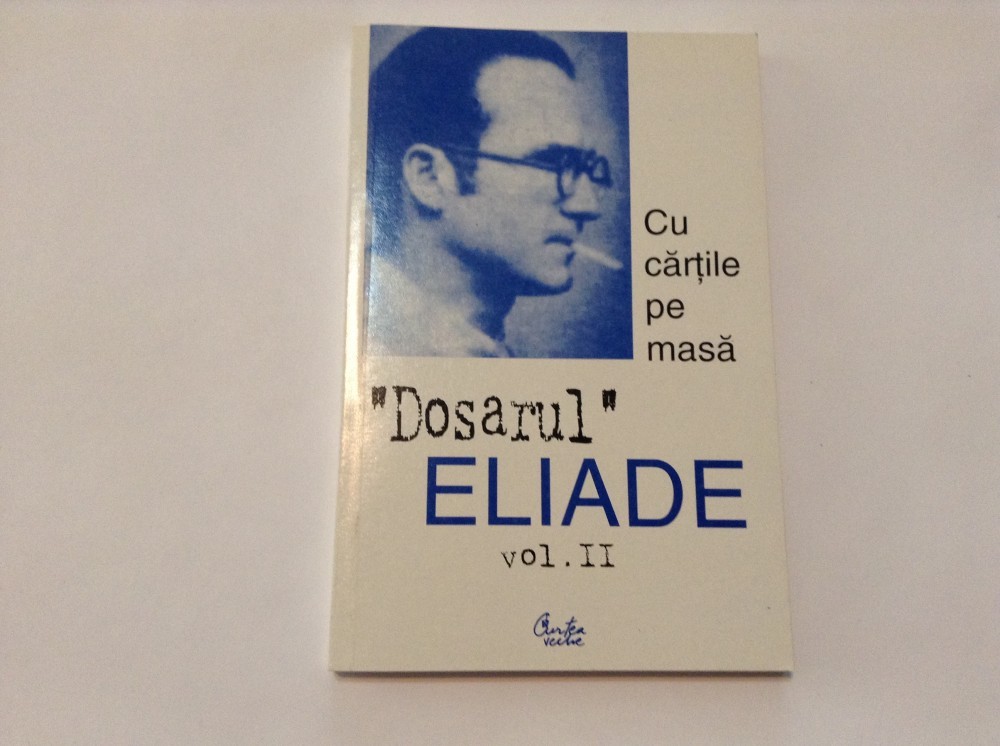 Cu
cărțile
pe
masă
"Dosarul"
ELIADE
vol.II
Curtea
veche